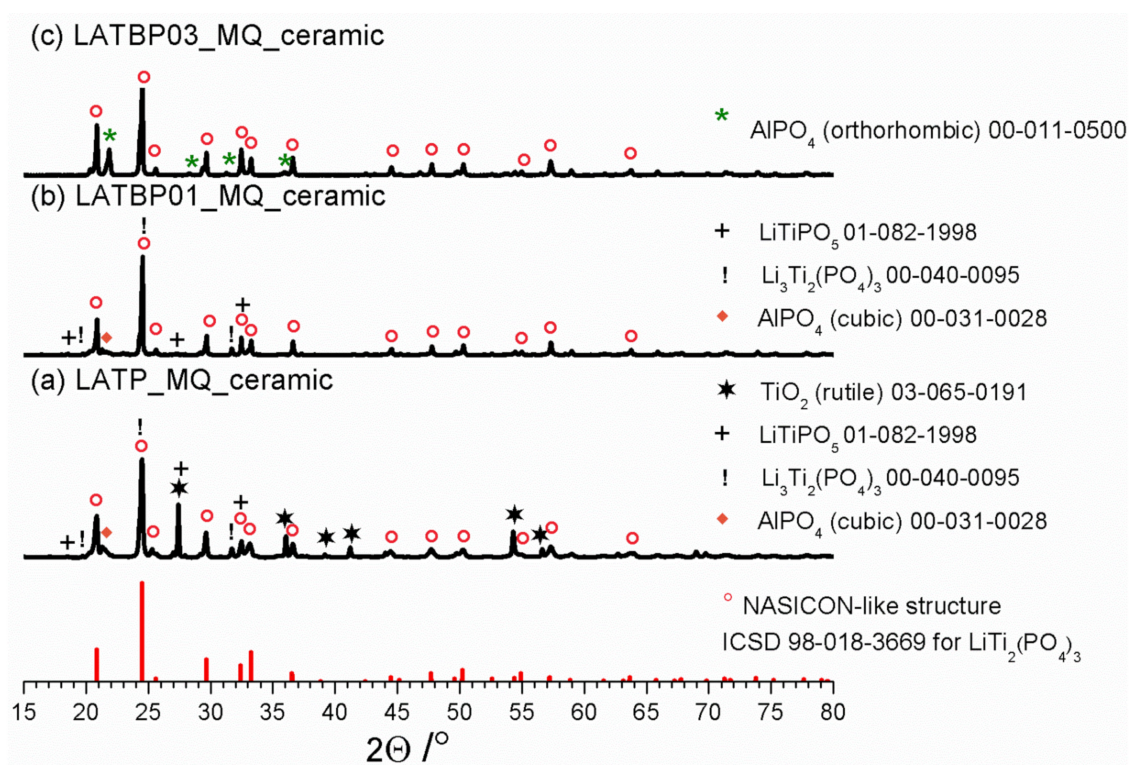 (c) LATBP03_MQ_ceramic
* AlPO4 (orthorhombic) 00-011-0500
(b) LATBP01_MQ_ceramic
+ LiTiPO5 01-082-1998
! Li3Ti2(PO4)3 00-040-0095
◆ AlPO4 (cubic) 00-031-0028
(a) LATP_MQ_ceramic
★ TiO2 (rutile) 03-065-0191
+ LiTiPO5 01-082-1998
! Li3Ti2(PO4)3 00-040-0095
◆ AlPO4 (cubic) 00-031-0028
○ NASICON-like structure
ICSD 98-018-3669 for LiTi2(PO4)3
15 20 25 30 35 40 45 50 55 60 65 70 75 80
2Θ /°